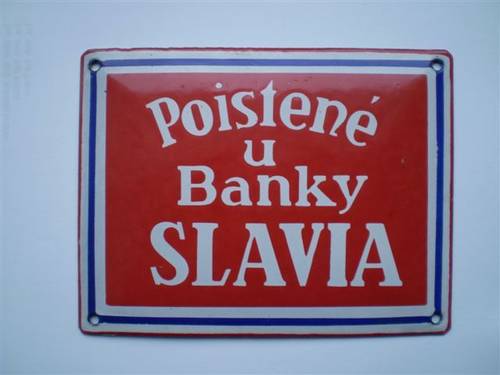 Poistené
u
Banky
SLAVIA